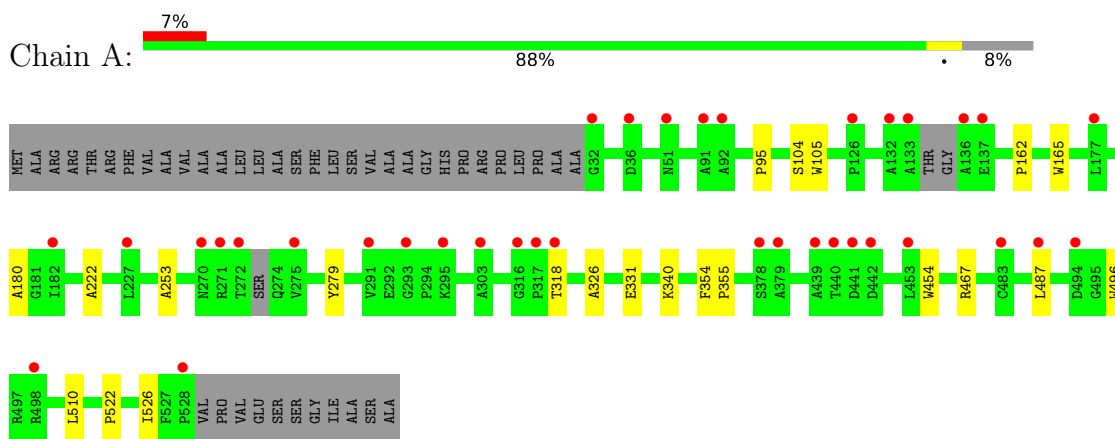 7%
Chain A:
88%
•
8%
MET ALA ARG ARG THR ARG PHE VAL ALA VAL ALA ALA LEU LEU ALA SER PHE LEU SER VAL ALA ALA GLY HIS PRO ARG PRO LEU PRO ALA ALA G32 D36 N51 A91 A92 P95 S104 W105 P126 A132 A133 THR GLY A136 E137 P162 W165 L177
A180 G181 I182 A222 L227 A253 N270 R271 T272 SER Q274 V275 Y279 V291 E292 G293 P294 K295 A303 G316 P317 T318 A326 E331 K340 F354 P355 S378 A379 A439 T440 D441 D442 L453 W454 R467 C483 L487 D494 G495 W496
R497 R498 L510 P522 I526 F527 P528 VAL PRO VAL GLU SER SER GLY ILE ALA SER ALA